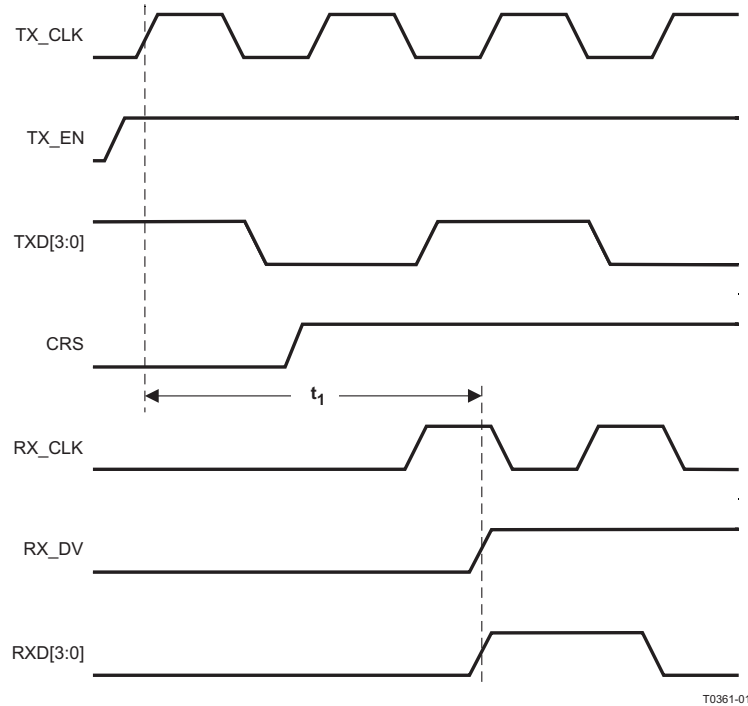 TX_CLK
TX_EN
TXD[3:0]
CRS
t1
RX_CLK
RX_DV
RXD[3:0]
T0361-01